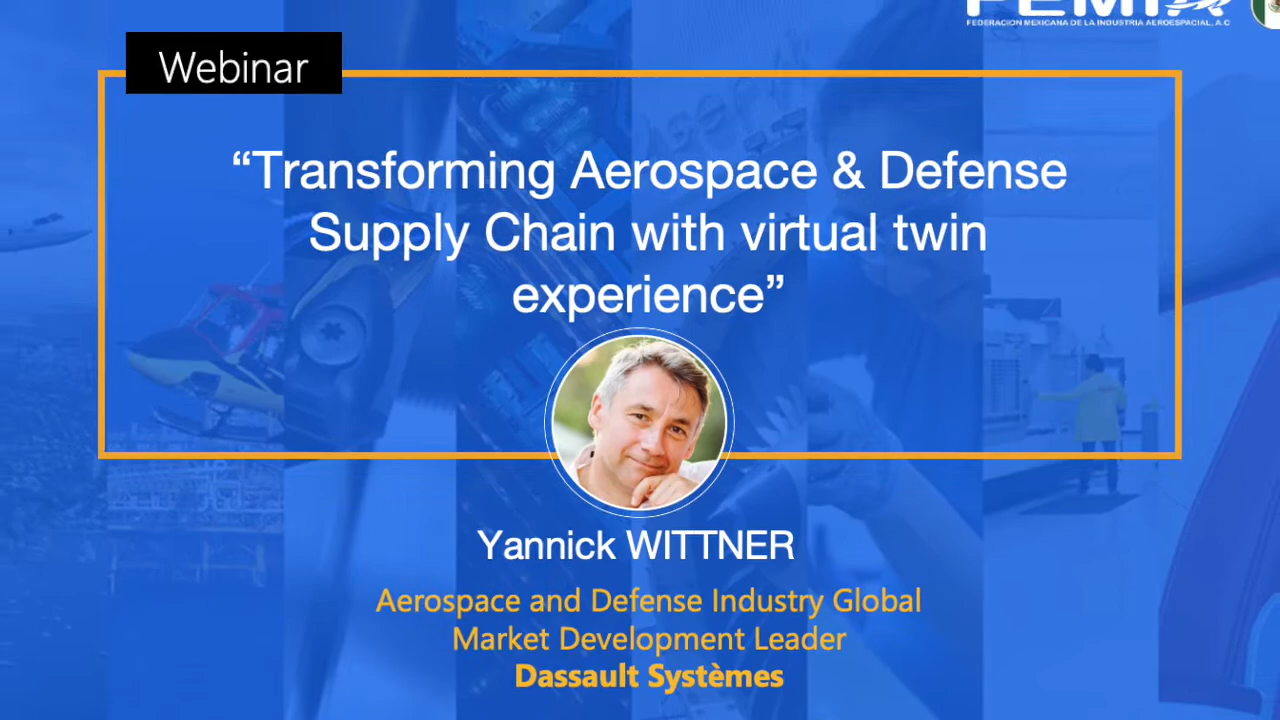 FEMIA
FEDERACION MEXICANA DE LA INDUSTRIA AEROESPACIAL, A.C
Webinar
“Transforming Aerospace & Defense
Supply Chain with virtual twin
experience”
Yannick WITTNER
Aerospace and Defense Industry Global
Market Development Leader
Dassault Systèmes